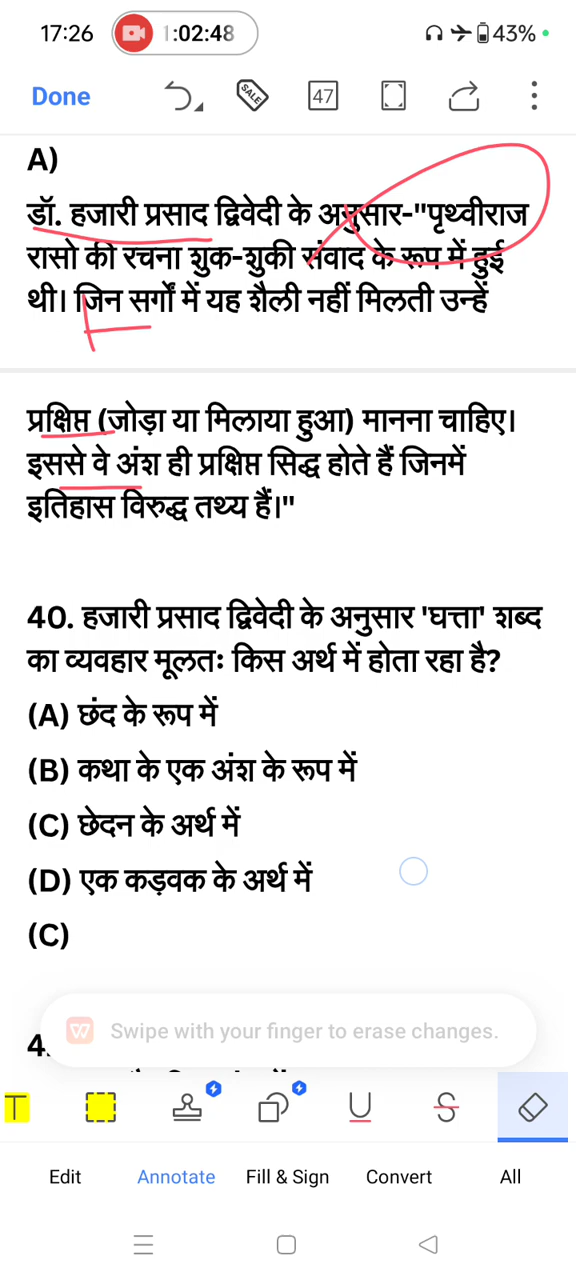 17:26 1:02:48 43%
Done SALE 47
A)
डॉ. हजारी प्रसाद द्विवेदी के अनुसार-"पृथ्वीराज
रासो की रचना शुक-शुकी संवाद के रूप में हुई
थी। जिन सर्गों में यह शैली नहीं मिलती उन्हें
प्रक्षिप्त (जोड़ा या मिलाया हुआ) मानना चाहिए।
इससे वे अंश ही प्रक्षिप्त सिद्ध होते हैं जिनमें
इतिहास विरुद्ध तथ्य हैं।"
40. हजारी प्रसाद द्विवेदी के अनुसार 'घत्ता' शब्द
का व्यवहार मूलतः किस अर्थ में होता रहा है?
(A) छंद के रूप में
(B) कथा के एक अंश के रूप में
(C) छेदन के अर्थ में
(D) एक कड़वक के अर्थ में
(C)
Swipe with your finger to erase changes.
4
T U S
Edit Annotate Fill & Sign Convert All